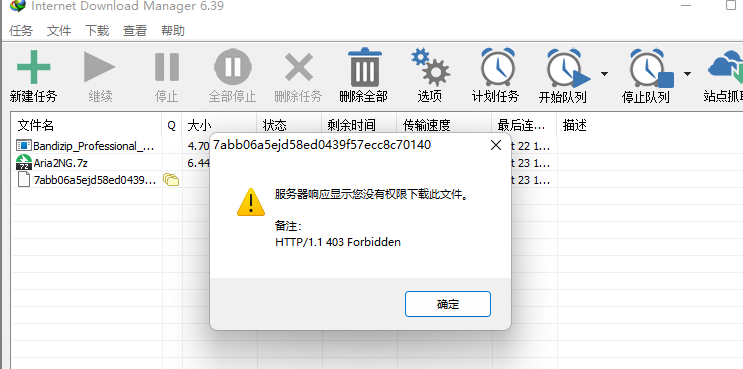 Internet Download Manager 6.39
任务 文件 下载 查看 帮助
新建任务 继续 停止 全部停止 删除任务 删除全部 选项 计划任务 开始队列 停止队列 站点抓取
文件名 Q 大小 状态 剩余时间 传输速度 最后连... 描述
Bandizip_Professional_... 4.70 t 22 1...
Aria2NG.7z 6.44 t 23 1...
7abb06a5ejd58ed0439... t 23 1...
7abb06a5ejd58ed0439f57ecc8c70140
服务器响应显示您没有权限下载此文件。
备注:
HTTP/1.1 403 Forbidden
确定